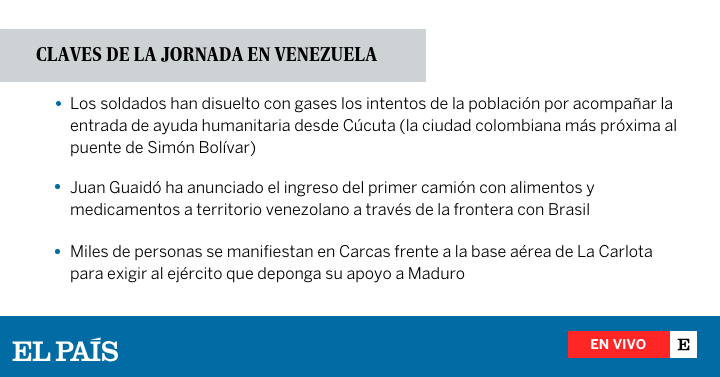 CLAVES DE LA JORNADA EN VENEZUELA
• Los soldados han disuelto con gases los intentos de la población por acompañar la
entrada de ayuda humanitaria desde Cúcuta (la ciudad colombiana más próxima al
puente de Simón Bolívar)
• Juan Guaidó ha anunciado el ingreso del primer camión con alimentos y
medicamentos a territorio venezolano a través de la frontera con Brasil
• Miles de personas se manifiestan en Carcas frente a la base aérea de La Carlota
para exigir al ejército que deponga su apoyo a Maduro
EL PAÍS
EN VIVO E